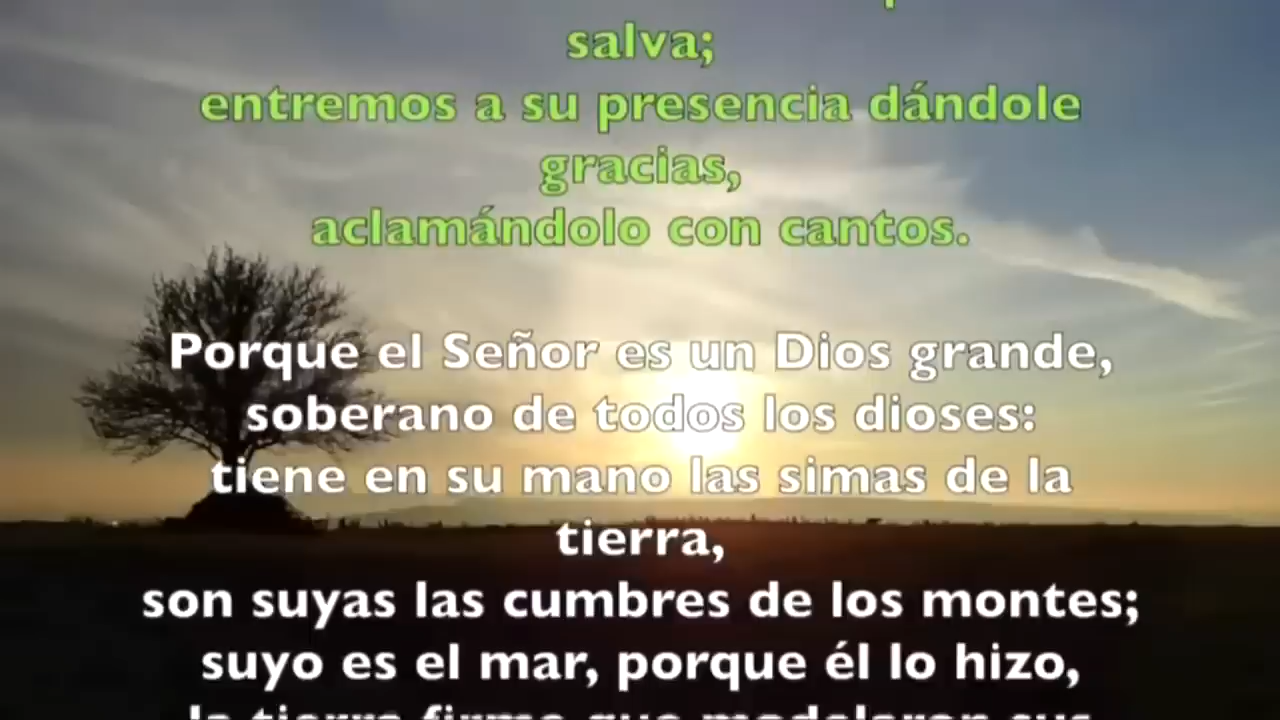 salva;
entremos a su presencia dándole
gracias,
aclamándolo con cantos.
Porque el Señor es un Dios grande,
soberano de todos los dioses:
tiene en su mano las simas de la
tierra,
son suyas las cumbres de los montes;
suyo es el mar, porque él lo hizo,
la tierra firme que modelaron sus